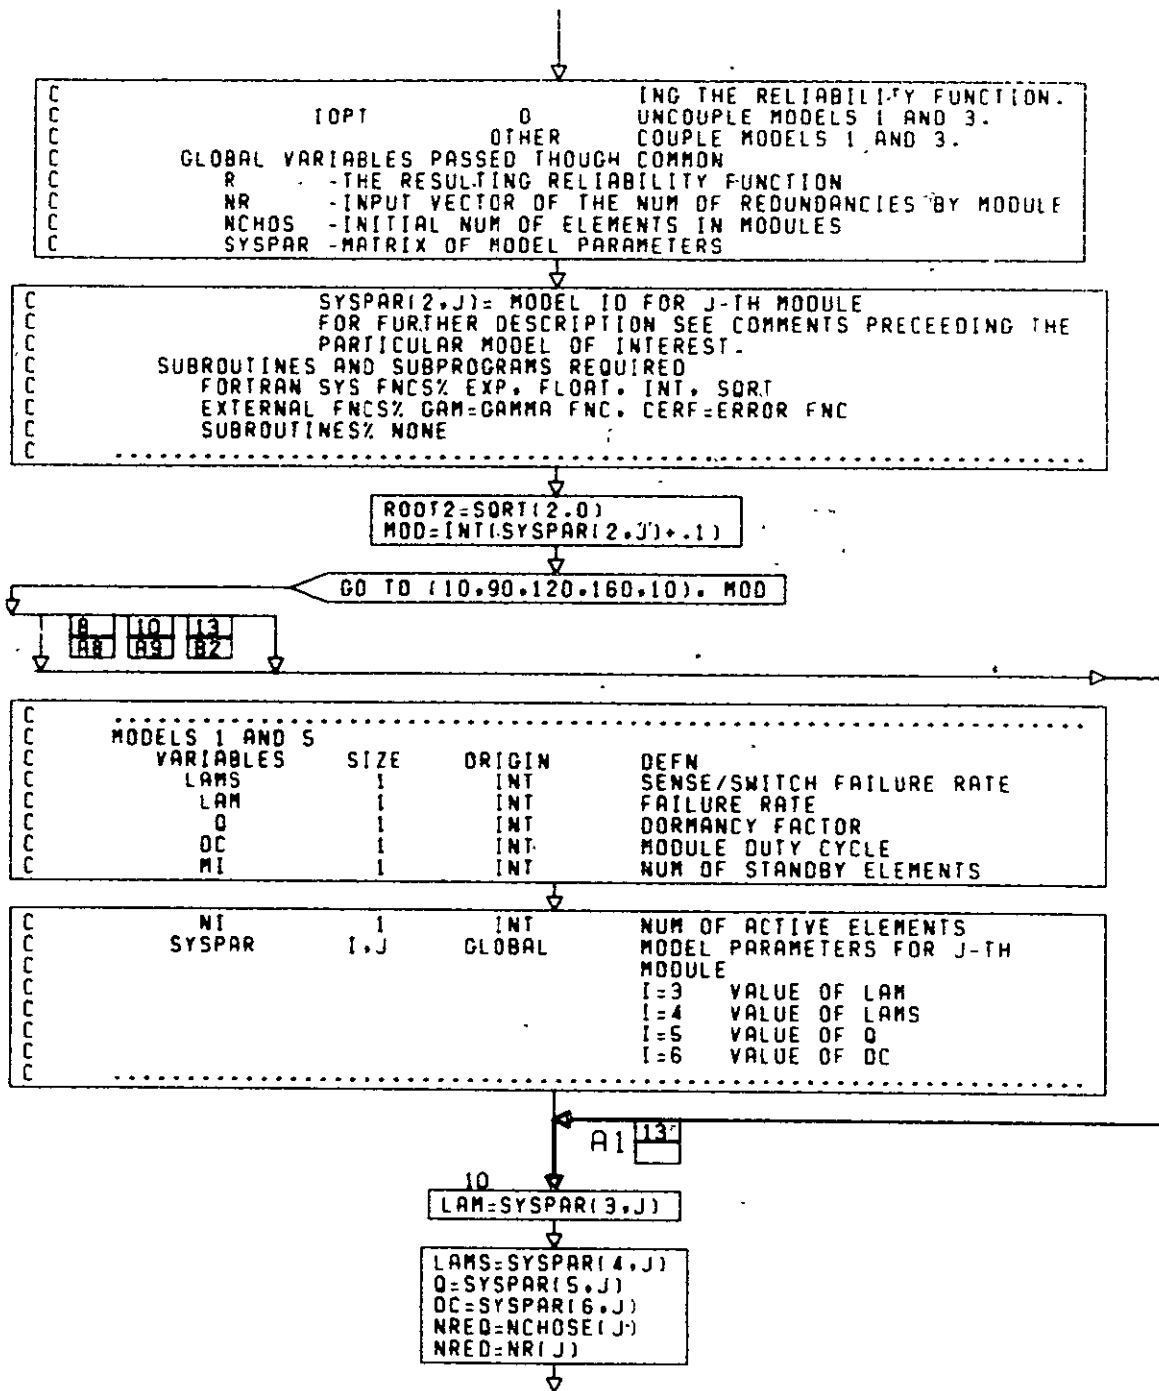 C ING THE RELIABILITY FUNCTION.
C IOPT 0 UNCOUPLE MODELS 1 AND 3.
C OTHER COUPLE MODELS 1 AND 3.
C GLOBAL VARIABLES PASSED THOUGH COMMON
C R -THE RESULTING RELIABILITY FUNCTION
C NR -INPUT VECTOR OF THE NUM OF REDUNDANCIES BY MODULE
C NCHOS -INITIAL NUM OF ELEMENTS IN MODULES
C SYSPAR -MATRIX OF MODEL PARAMETERS
C SYSPAR(2,J)= MODEL ID FOR J-TH MODULE
C FOR FURTHER DESCRIPTION SEE COMMENTS PRECEEDING THE
C PARTICULAR MODEL OF INTEREST.
C SUBROUTINES AND SUBPROGRAMS REQUIRED
C FORTRAN SYS FNCS% EXP, FLOAT, INT, SQRT
C EXTERNAL FNCS% GAM=GAMMA FNC, CERF=ERROR FNC
C SUBROUTINES% NONE
C ..................................................................
ROOT2=SQRT(2.0)
MOD=INT(SYSPAR(2,J)+.1)
GO TO (10,90,120,160,10), MOD
8 10 13
A8 A9 B2
C ..................................................................
C MODELS 1 AND 5
C VARIABLES SIZE ORIGIN DEFN
C LAMS 1 INT SENSE/SWITCH FAILURE RATE
C LAM 1 INT FAILURE RATE
C Q 1 INT DORMANCY FACTOR
C DC 1 INT MODULE DUTY CYCLE
C MI 1 INT NUM OF STANDBY ELEMENTS
C NI 1 INT NUM OF ACTIVE ELEMENTS
C SYSPAR I,J GLOBAL MODEL PARAMETERS FOR J-TH
C MODULE
C I=3 VALUE OF LAM
C I=4 VALUE OF LAMS
C I=5 VALUE OF Q
C I=6 VALUE OF DC
C ..................................................................
A1 13
10
LAM=SYSPAR(3,J)
LAMS=SYSPAR(4,J)
Q=SYSPAR(5,J)
DC=SYSPAR(6,J)
NREQ=NCHOSE(J)
NRED=NR(J)